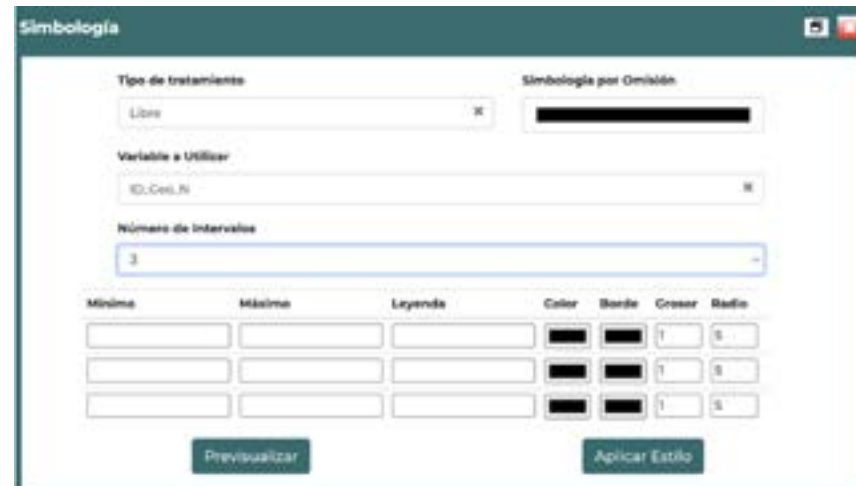 Simbología
Tipo de tratamiento
Simbología por Omisión
Libre
Variable a Utilizar
ID_Geo_N
Número de Intervalos
3
Mínimo Máximo Leyenda Color Borde Grosor Radio
1 5
1 5
1 5
Previsualizar Aplicar Estilo